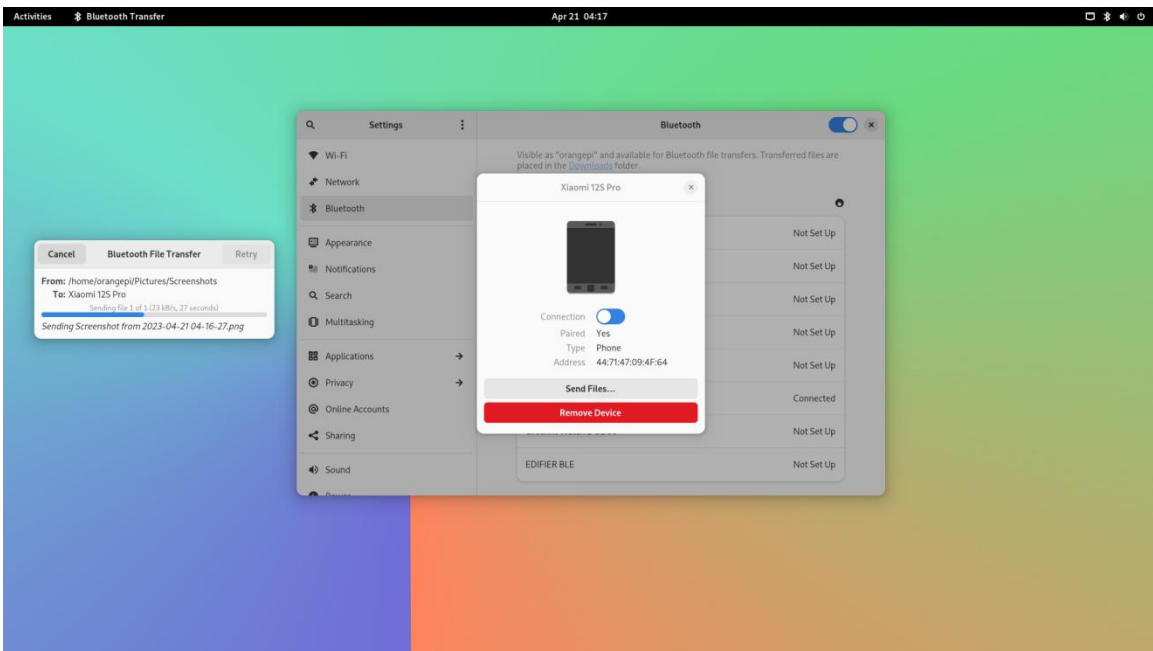 Activities Bluetooth Transfer Apr 21 04:17
Cancel Bluetooth File Transfer Retry
From: /home/orangepi/Pictures/Screenshots
To: Xiaomi 12S Pro
Sending file 1 of 1 (23 kB/s, 27 seconds)
Sending Screenshot from 2023-04-21 04-16-27.png
Settings
Wi-Fi
Network
Bluetooth
Appearance
Notifications
Search
Multitasking
Applications
Privacy
Online Accounts
Sharing
Sound
Bluetooth
Visible as "orangepi" and available for Bluetooth file transfers. Transferred files are
placed in the Downloads folder.
Not Set Up
Not Set Up
Not Set Up
Not Set Up
Not Set Up
Connected
Not Set Up
EDIFIER BLE Not Set Up
Xiaomi 12S Pro
Connection
Paired Yes
Type Phone
Address 44:71:47:09:4F:64
Send Files...
Remove Device